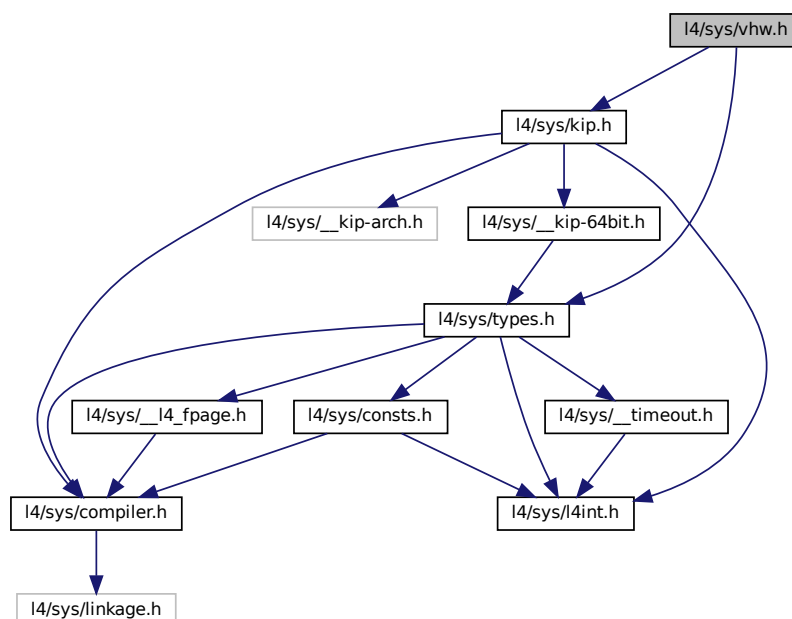 l4/sys/vhw.h
l4/sys/kip.h
l4/sys/__kip-arch.h
l4/sys/__kip-64bit.h
l4/sys/types.h
l4/sys/__l4_fpage.h
l4/sys/consts.h
l4/sys/__timeout.h
l4/sys/compiler.h
l4/sys/l4int.h
l4/sys/linkage.h